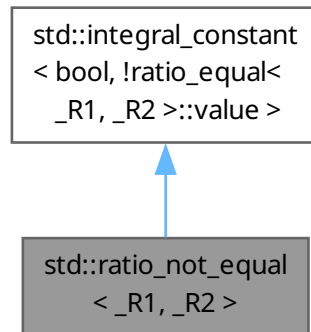 std::integral_constant
< bool, !ratio_equal<
_R1, _R2 >::value >
std::ratio_not_equal
< _R1, _R2 >